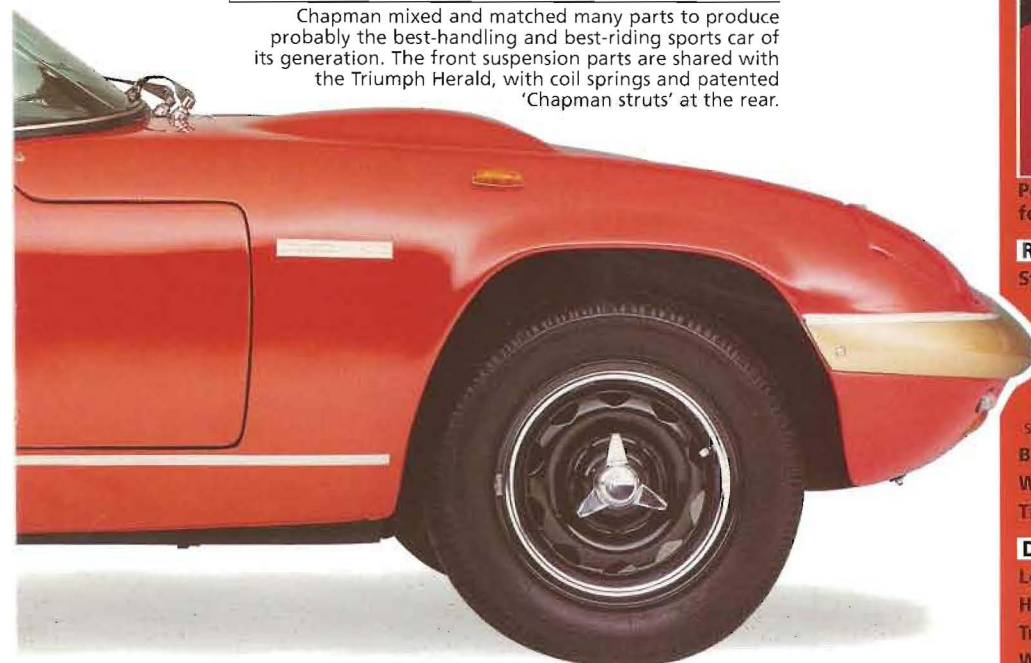 Chapman mixed and matched many parts to produce
probably the best-handling and best-riding sports car of
its generation. The front suspension parts are shared with
the Triumph Herald, with coil springs and patented
'Chapman struts' at the rear.